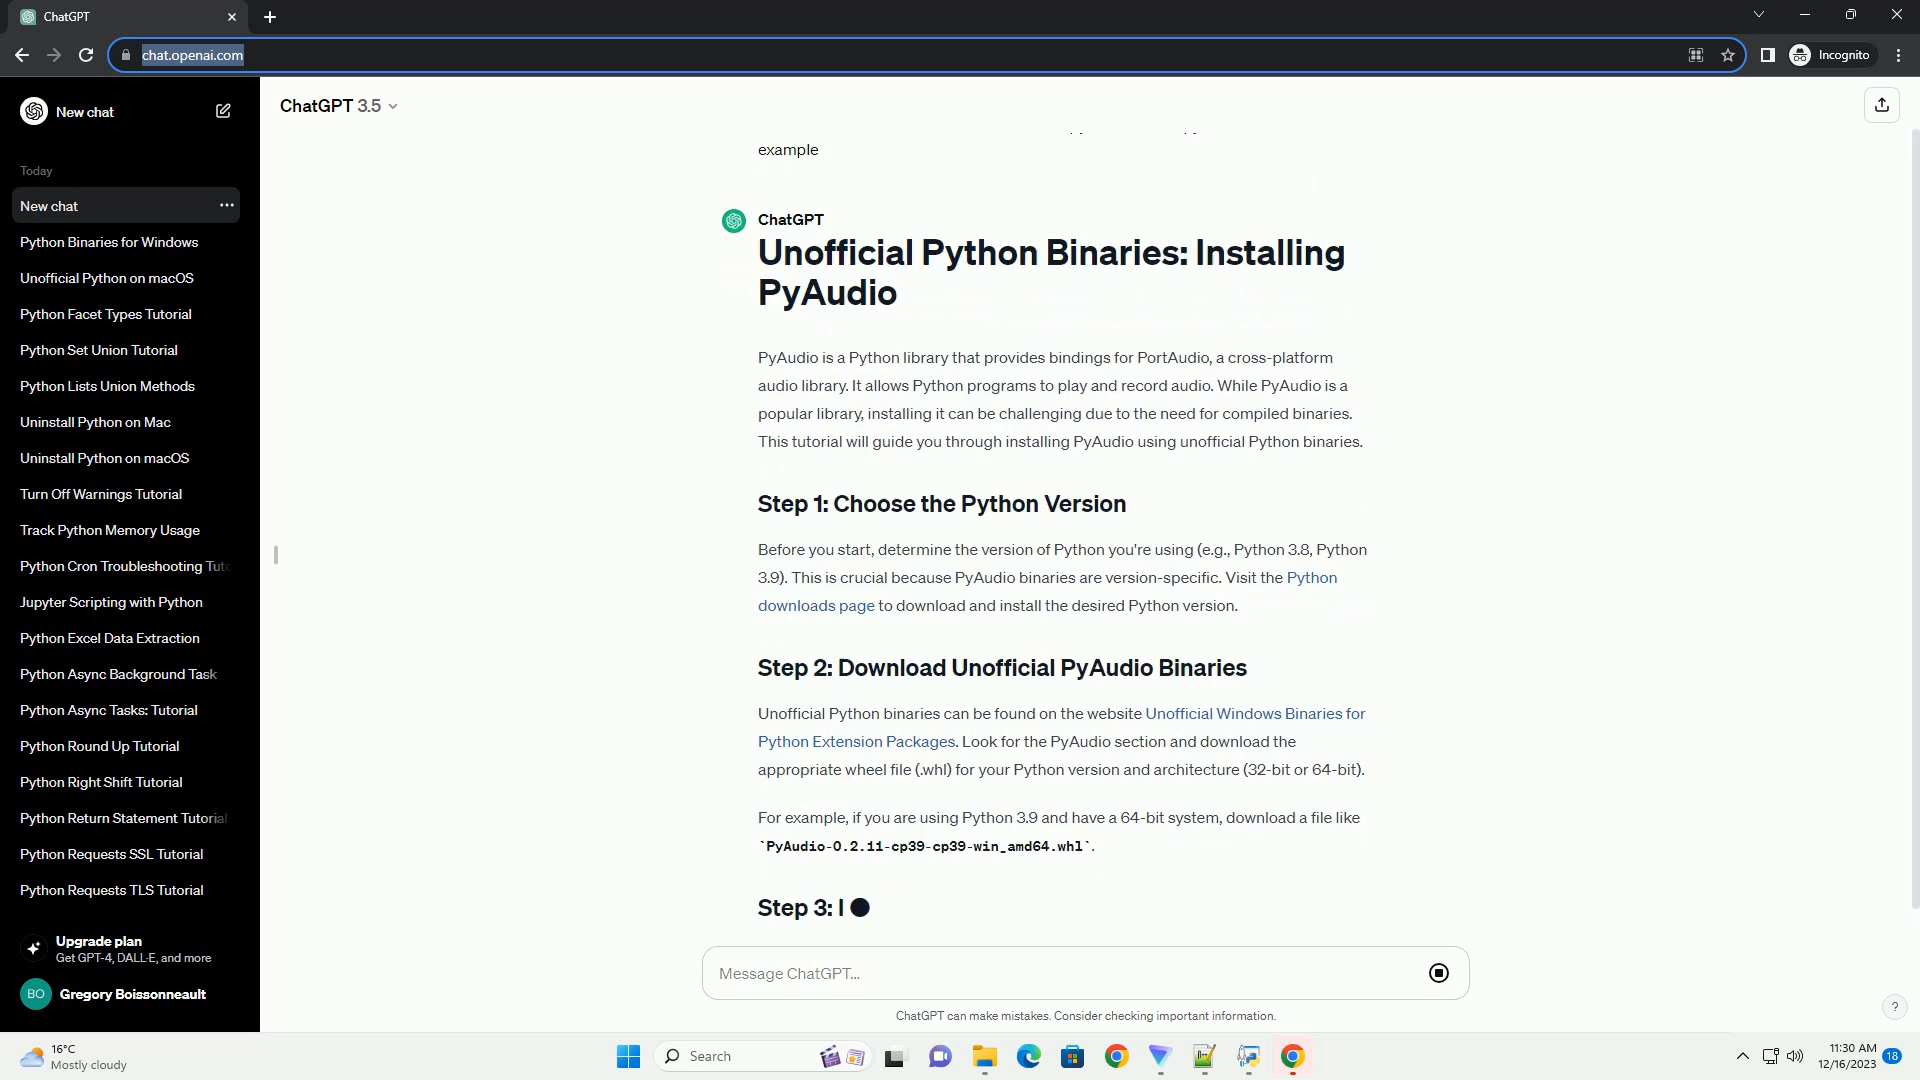 ChatGPT
chat.openai.com
Incognito
New chat
Today
New chat
Python Binaries for Windows
Unofficial Python on macOS
Python Facet Types Tutorial
Python Set Union Tutorial
Python Lists Union Methods
Uninstall Python on Mac
Uninstall Python on macOS
Turn Off Warnings Tutorial
Track Python Memory Usage
Python Cron Troubleshooting Tuto
Jupyter Scripting with Python
Python Excel Data Extraction
Python Async Background Task
Python Async Tasks: Tutorial
Python Round Up Tutorial
Python Right Shift Tutorial
Python Return Statement Tutorial
Python Requests SSL Tutorial
Python Requests TLS Tutorial
Upgrade plan
Get GPT-4, DALL·E, and more
BO
Gregory Boissonneault
ChatGPT 3.5
example
ChatGPT
Unofficial Python Binaries: Installing
PyAudio
PyAudio is a Python library that provides bindings for PortAudio, a cross-platform
audio library. It allows Python programs to play and record audio. While PyAudio is a
popular library, installing it can be challenging due to the need for compiled binaries.
This tutorial will guide you through installing PyAudio using unofficial Python binaries.
Step 1: Choose the Python Version
Before you start, determine the version of Python you're using (e.g., Python 3.8, Python
3.9). This is crucial because PyAudio binaries are version-specific. Visit the Python
downloads page to download and install the desired Python version.
Step 2: Download Unofficial PyAudio Binaries
Unofficial Python binaries can be found on the website Unofficial Windows Binaries for
Python Extension Packages. Look for the PyAudio section and download the
appropriate wheel file (.whl) for your Python version and architecture (32-bit or 64-bit).
For example, if you are using Python 3.9 and have a 64-bit system, download a file like
`PyAudio-0.2.11-cp39-cp39-win_amd64.whl`.
Step 3: I
Message ChatGPT...
ChatGPT can make mistakes. Consider checking important information.
?
16°C
Mostly cloudy
Search
11:30 AM
12/16/2023
18